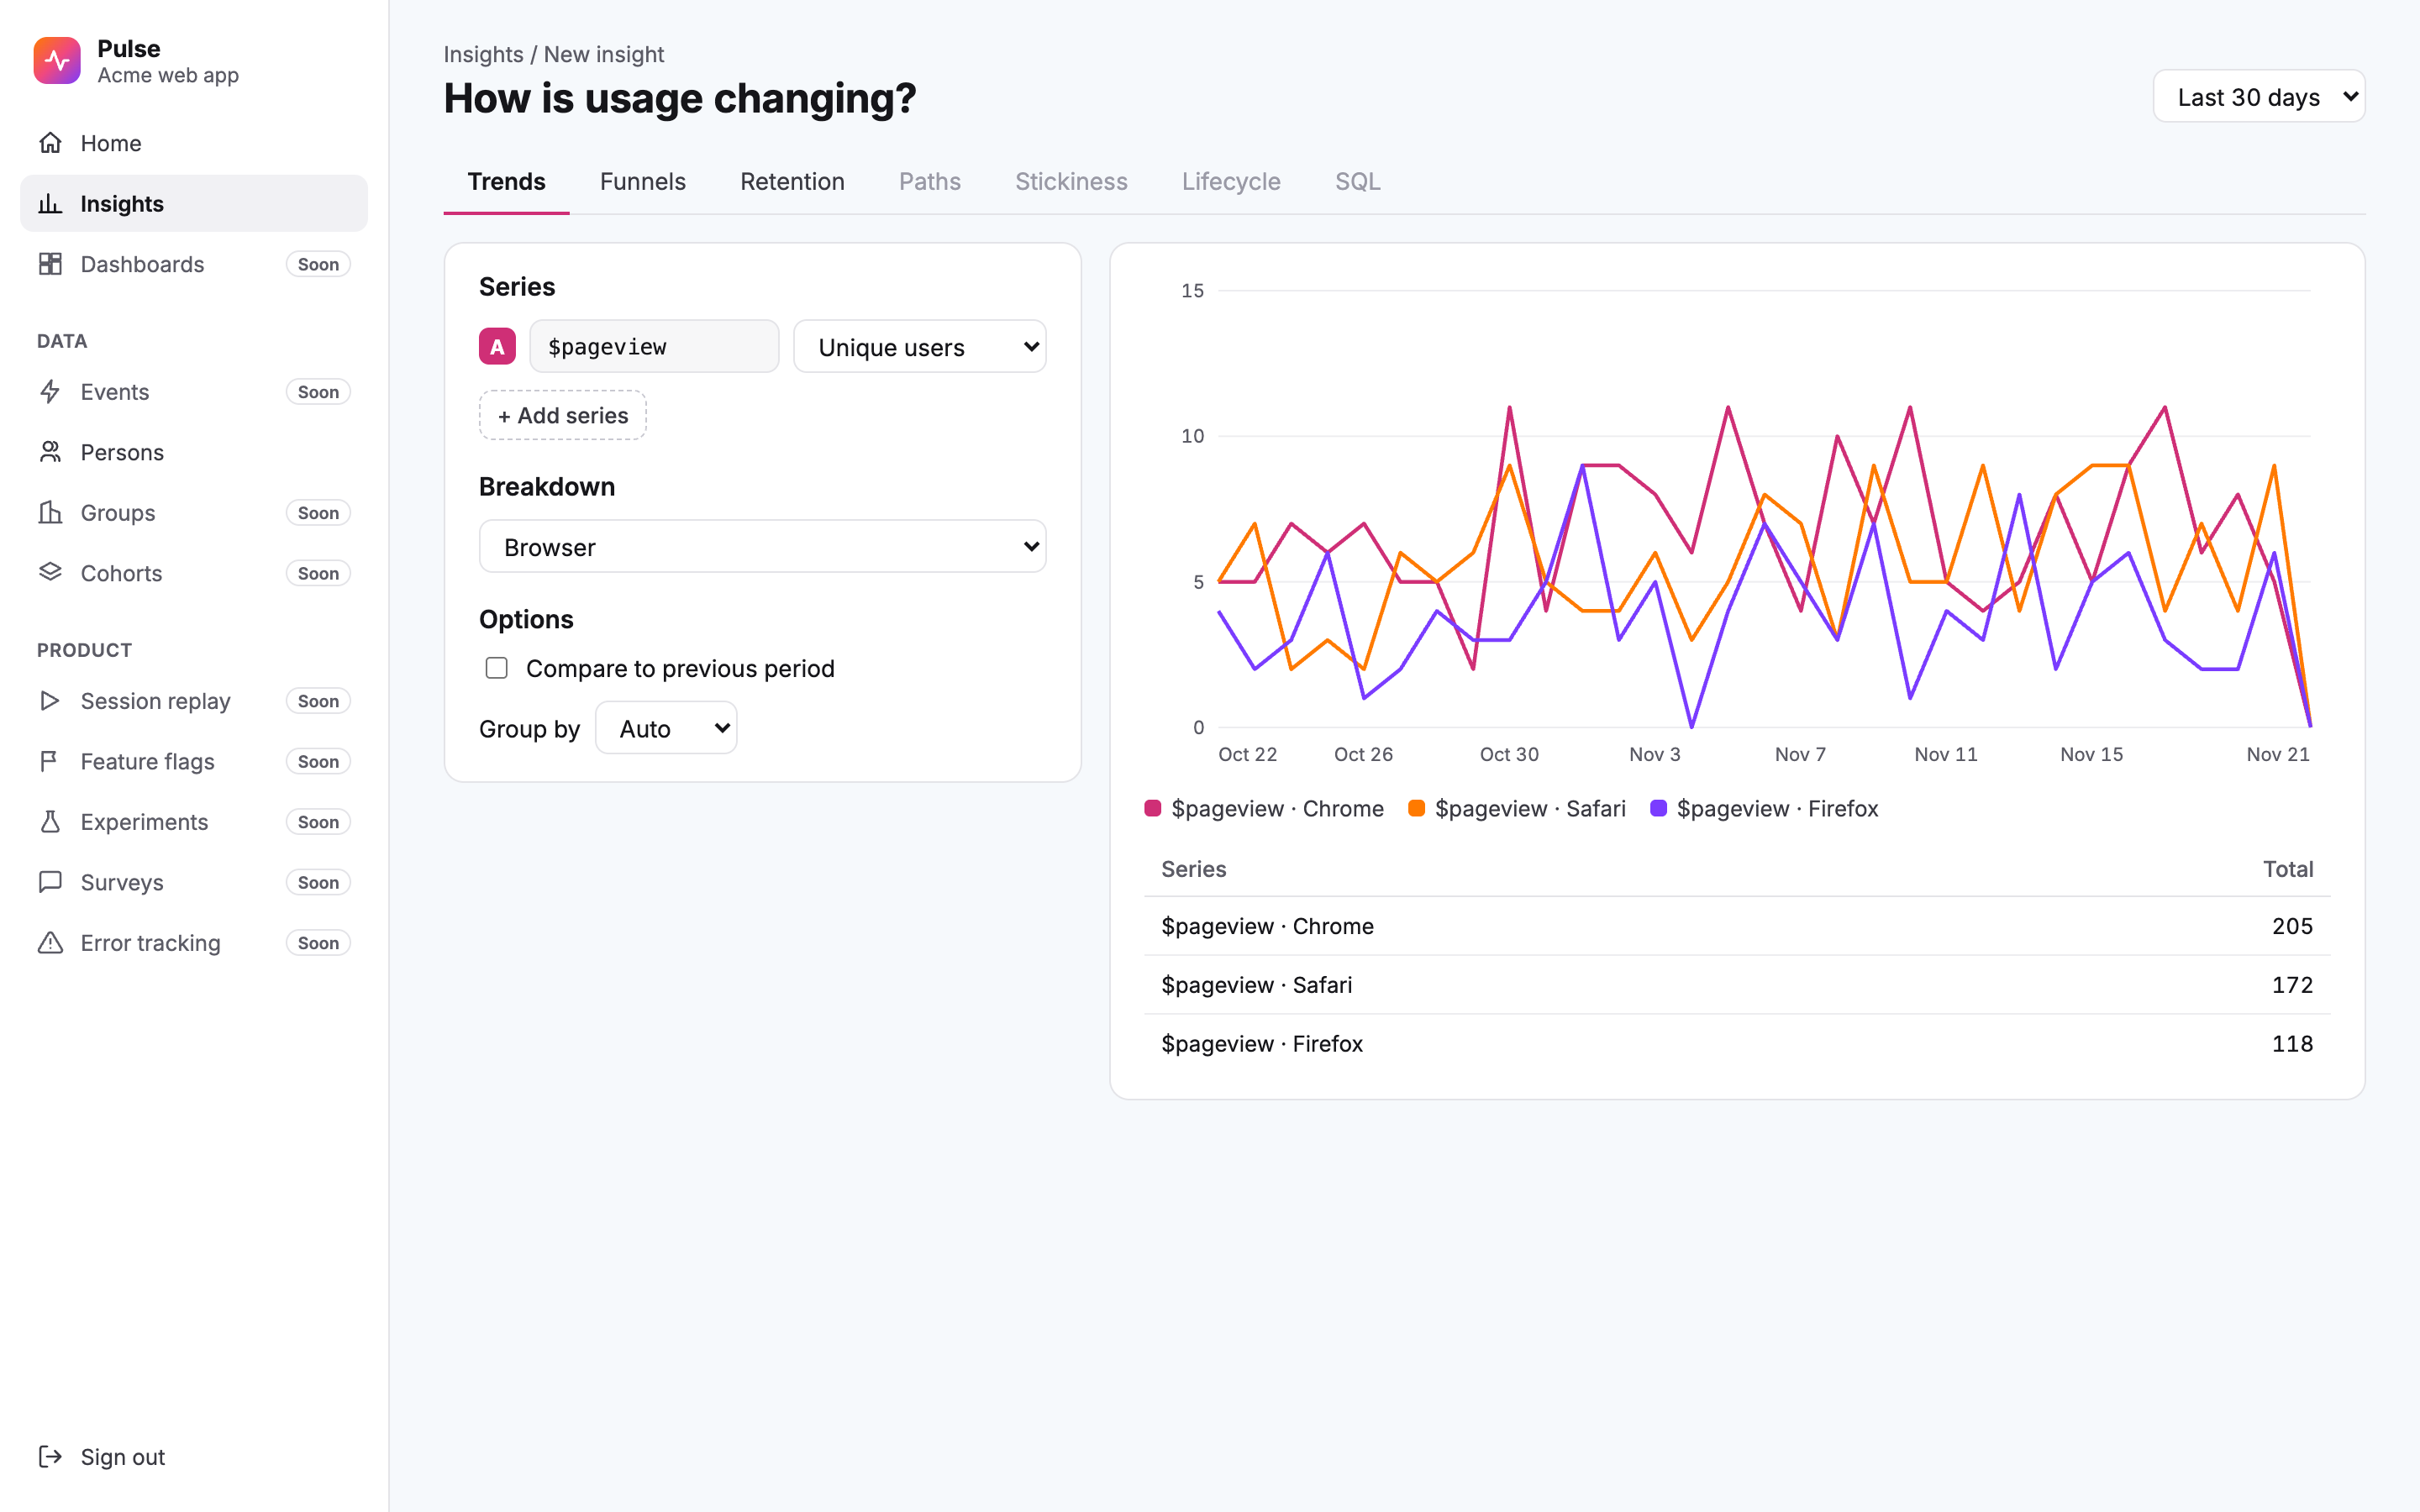 Pulse
Acme web app
Home
Insights
Dashboards Soon
DATA
Events Soon
Persons
Groups Soon
Cohorts Soon
PRODUCT
Session replay Soon
Feature flags Soon
Experiments Soon
Surveys Soon
Error tracking Soon
Sign out
Insights / New insight
How is usage changing?
Last 30 days
Trends Funnels Retention Paths Stickiness Lifecycle SQL
Series
A $pageview Unique users
+ Add series
Breakdown
Browser
Options
Compare to previous period
Group by Auto
15
10
5
0
Oct 22 Oct 26 Oct 30 Nov 3 Nov 7 Nov 11 Nov 15 Nov 21
$pageview · Chrome $pageview · Safari $pageview · Firefox
Series Total
$pageview · Chrome 205
$pageview · Safari 172
$pageview · Firefox 118